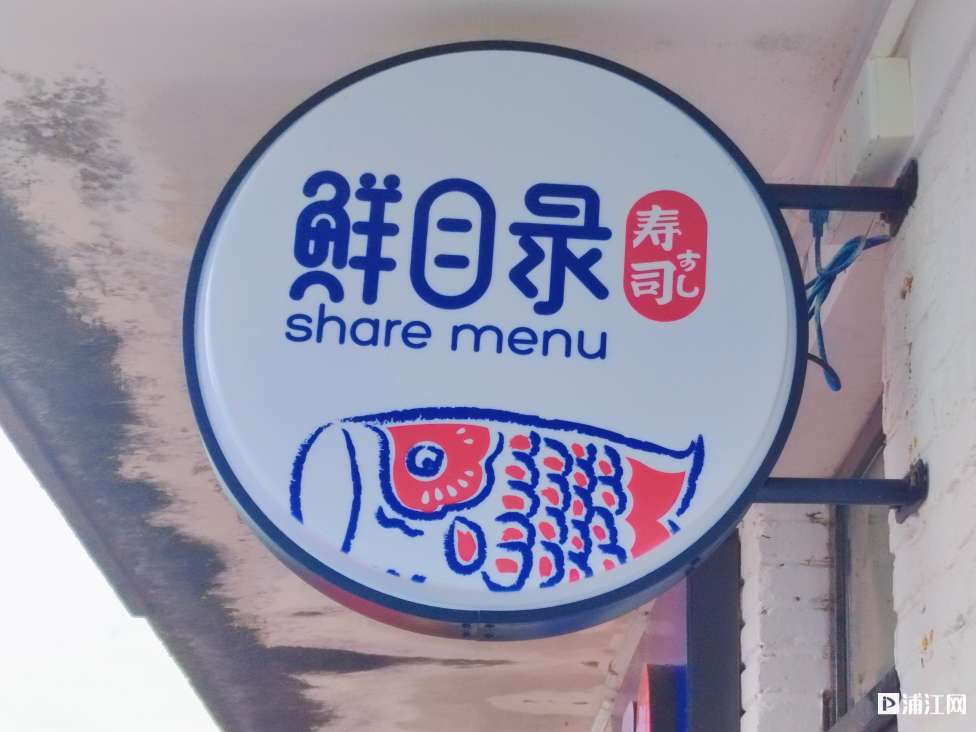 鲜目录
share menu
寿司
すし
浦江网